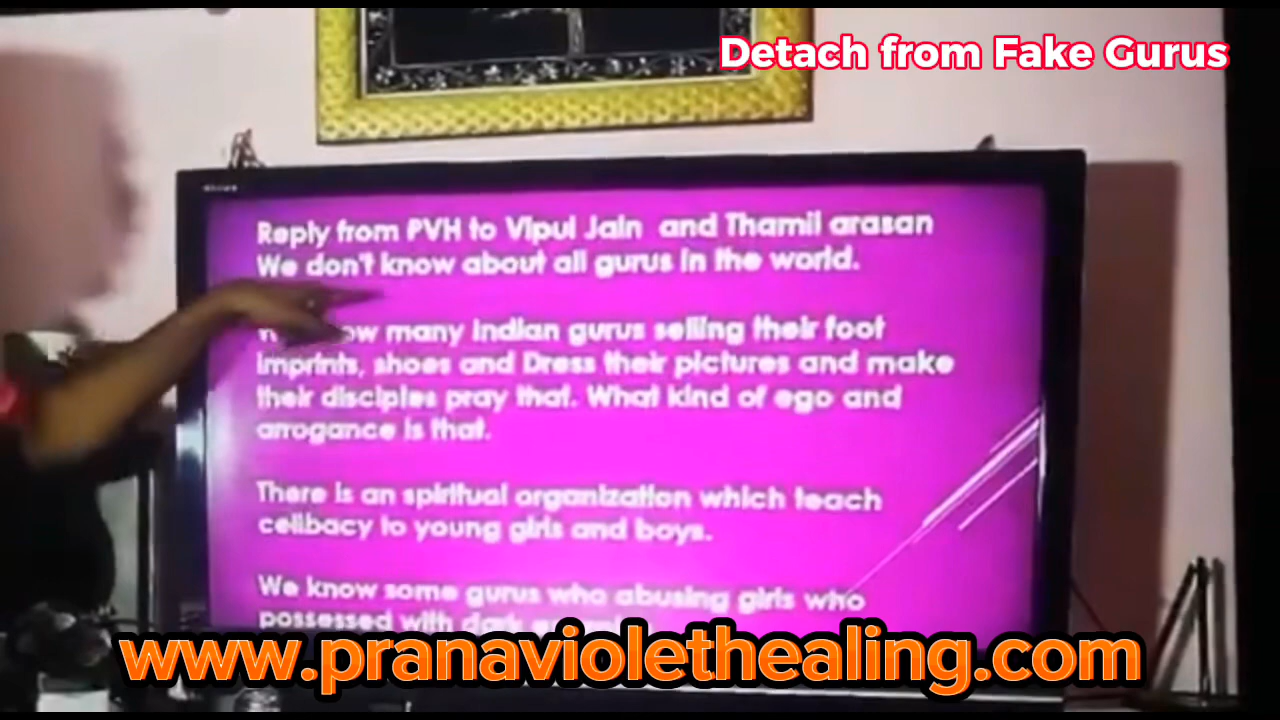 Detach from Fake Gurus
Reply from PVH to Vipul Jain and Thamil arasan
We don't know about all gurus in the world.
many Indian gurus selling their foot
imprints, shoes and Dress their pictures and make
their disciples pray that. What kind of ego and
arrogance is that.
There is an spiritual organization which teach
celibacy to young girls and boys.
We know some gurus who abusing girls who
possessed with dark
www.pranaviolethealing.com